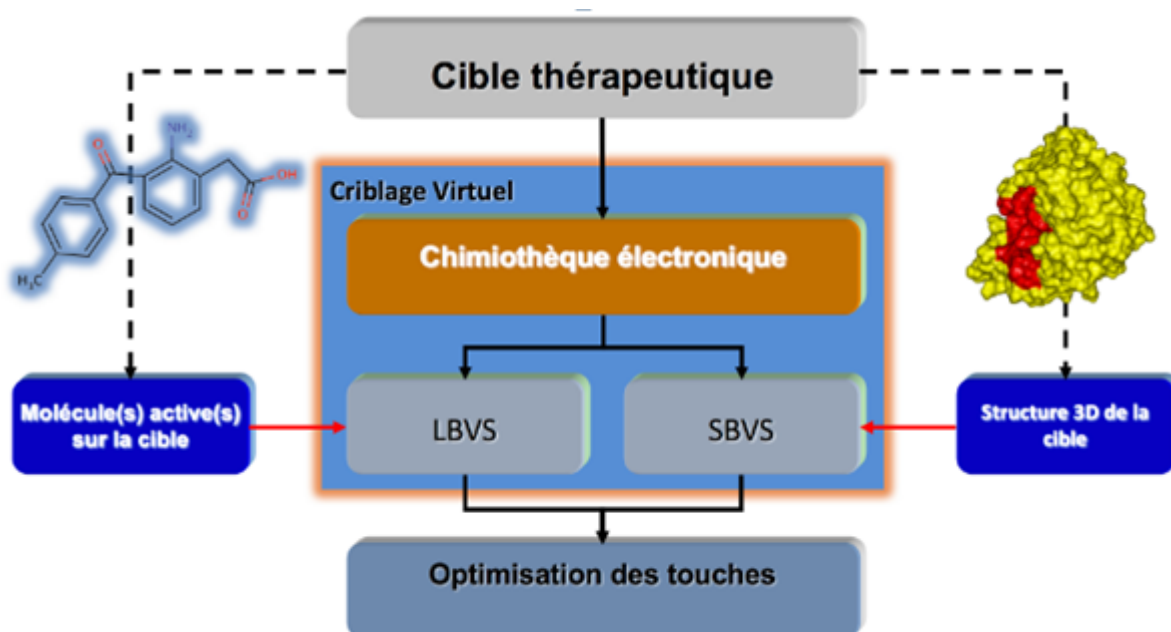 Cible thérapeutique
NH2
O
OH
O
H3C
Criblage Virtuel
Chimiothèque électronique
Molécule(s) active(s)
sur la cible
LBVS
SBVS
Structure 3D de la
cible
Optimisation des touches